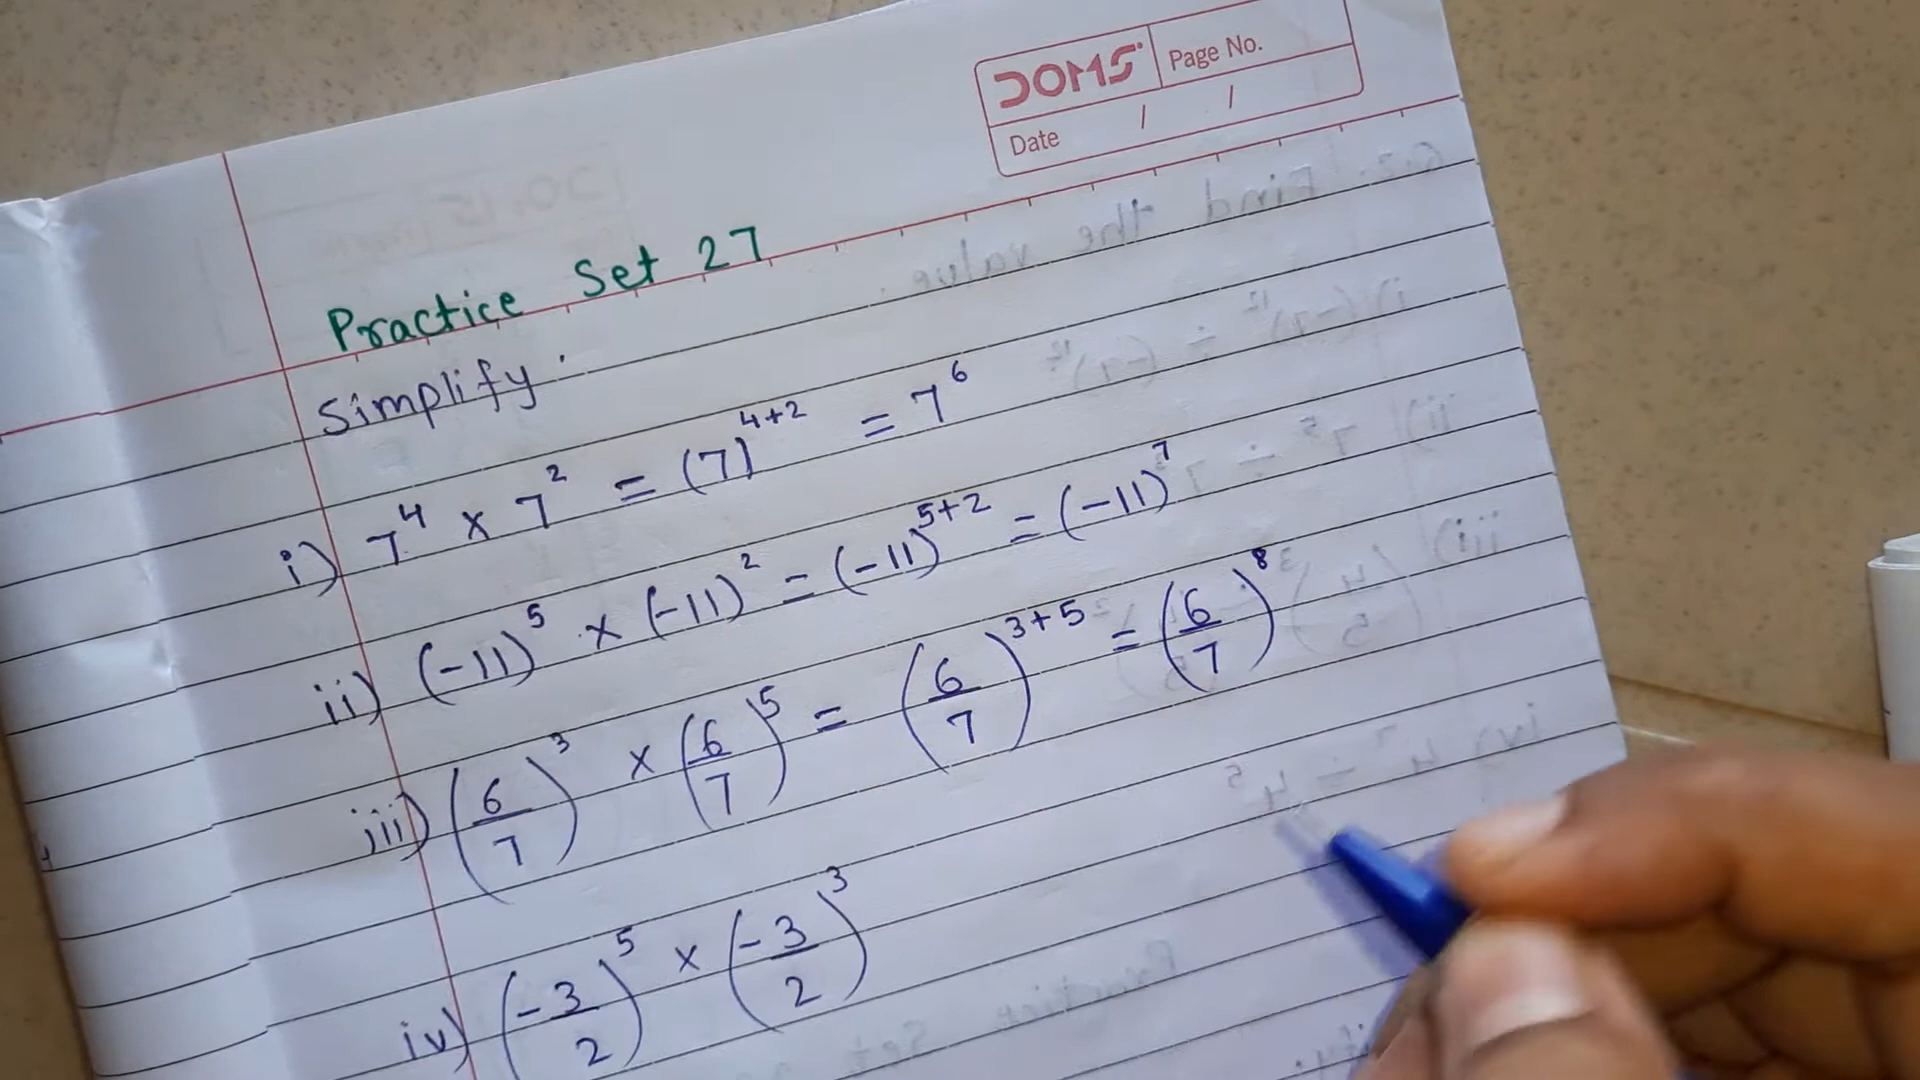 DOMS Page No.
Date / /
Practice Set 27
Simplify.
i) 7⁴ × 7² = (7)⁴⁺² = 7⁶
ii) (-11)⁵ × (-11)² = (-11)⁵⁺² = (-11)⁷
iii) (6/7)³ × (6/7)⁵ = (6/7)³⁺⁵ = (6/7)⁸
iv) (-3/2)⁵ × (-3/2)³